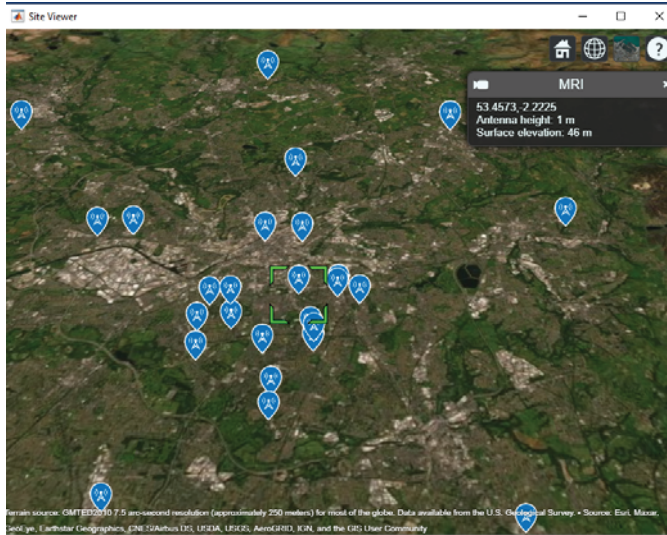 Site Viewer
?
MRI
53.4573,-2.2225
Antenna height: 1 m
Surface elevation: 46 m
Terrain source: GMTED2010 7.5 arc-second resolution (approximately 250 meters) for most of the globe. Data available from the U.S. Geological Survey. • Source: Esri, Maxar,
GeoEye, Earthstar Geographics, CNES/Airbus DS, USDA, USGS, AeroGRID, IGN, and the GIS User Community